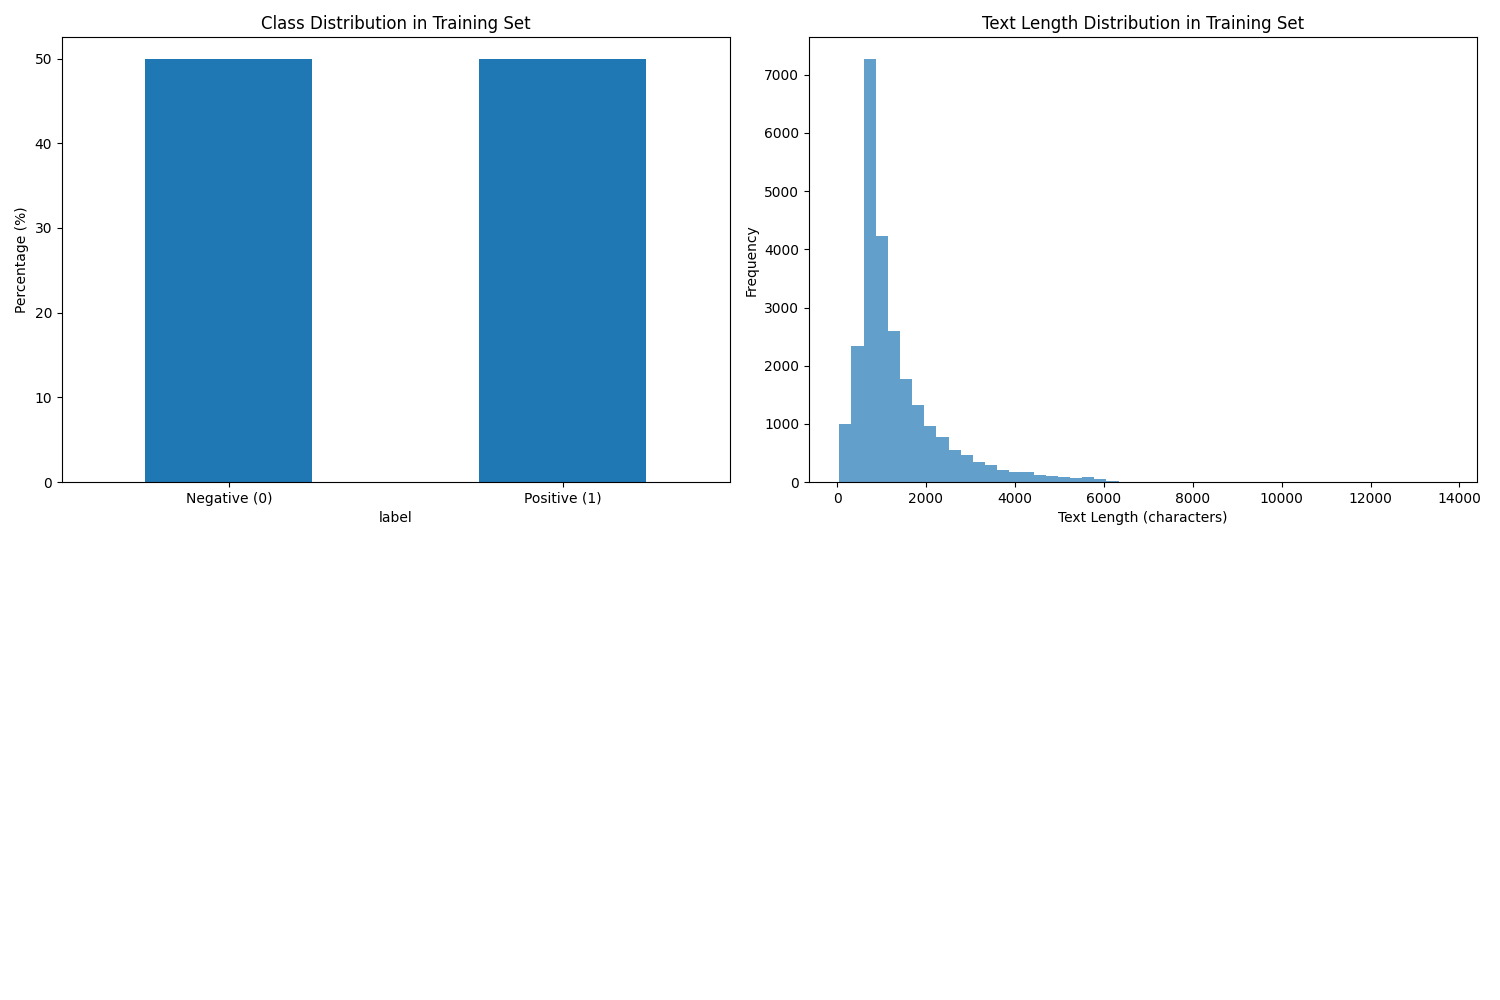 Class Distribution in Training Set
Percentage (%)
50
40
30
20
10
0
Negative (0)
Positive (1)
label
Text Length Distribution in Training Set
Frequency
7000
6000
5000
4000
3000
2000
1000
0
0
2000
4000
6000
8000
10000
12000
14000
Text Length (characters)